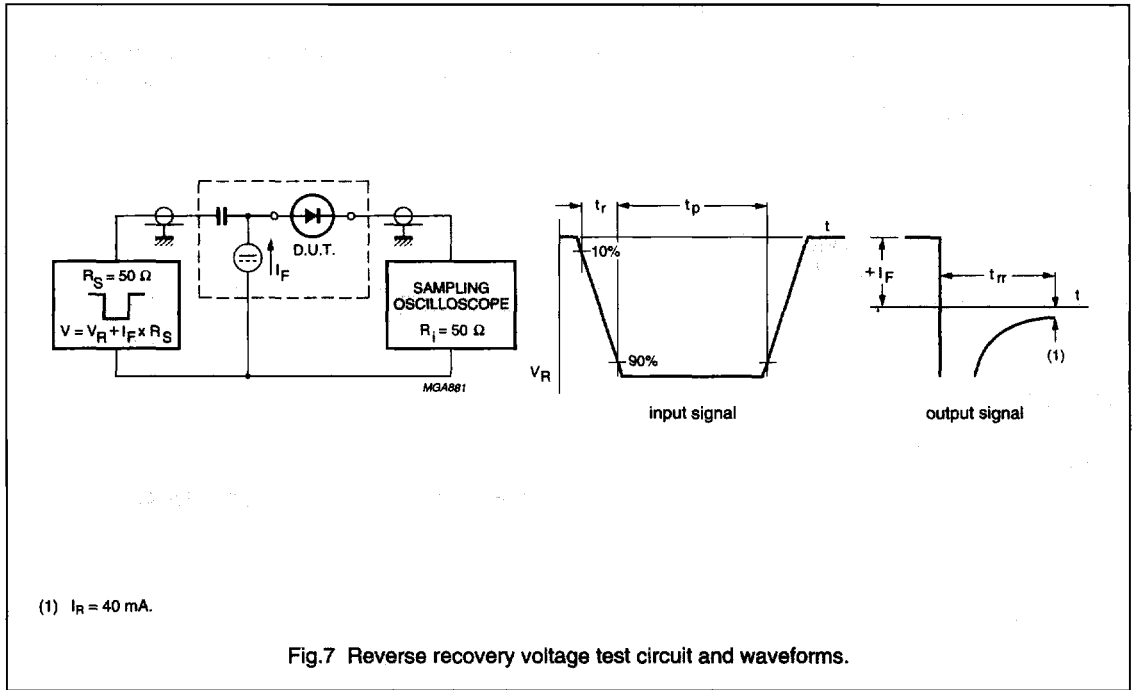 R_S = 50 Ω
V = V_R + I_F x R_S
I_F
D.U.T.
SAMPLING
OSCILLOSCOPE
R_i = 50 Ω
MGA881
t_r
t_p
t
10%
90%
V_R
input signal
+ I_F
t_rr
t
(1)
output signal
(1) I_R = 40 mA.
Fig.7 Reverse recovery voltage test circuit and waveforms.